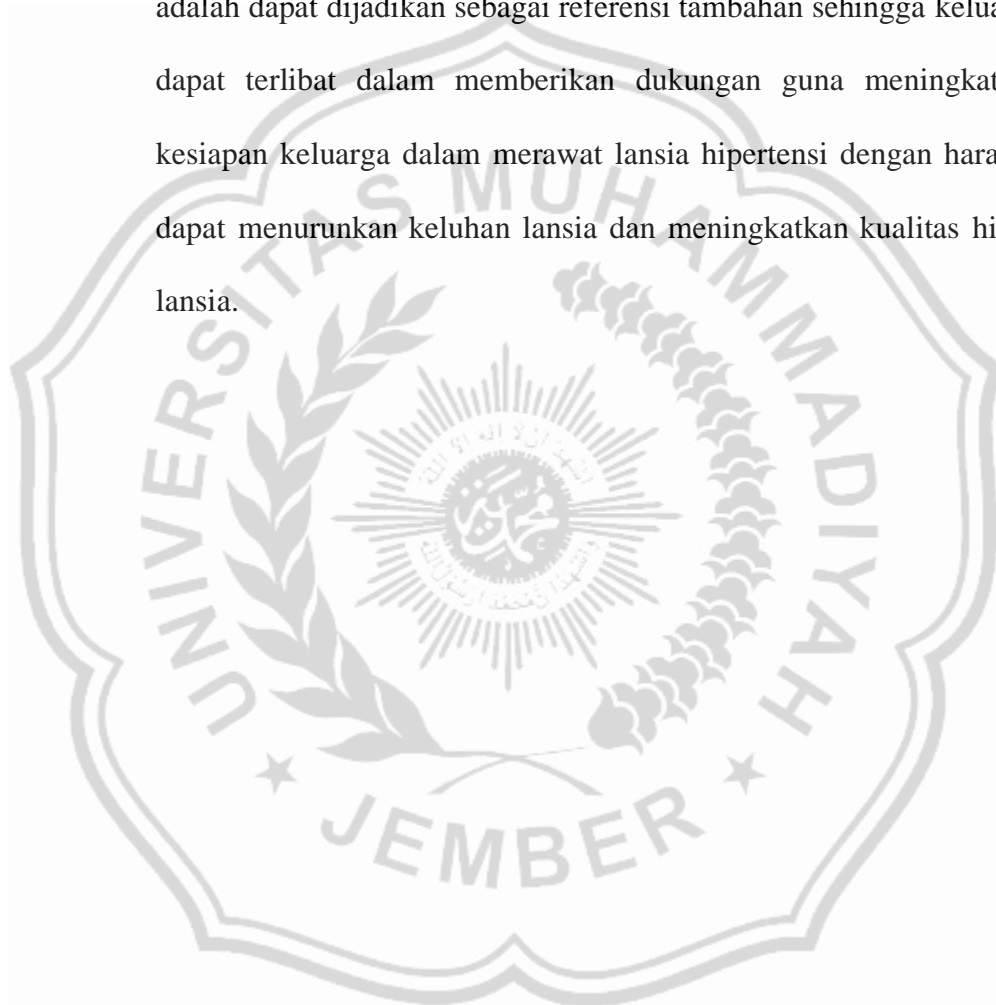 adalah dapat dijadikan sebagai referensi tambahan sehingga kelua
dapat terlibat dalam memberikan dukungan guna meningkat
kesiapan keluarga dalam merawat lansia hipertensi dengan hara
dapat menurunkan keluhan lansia dan meningkatkan kualitas hi
lansia.
UNIVERSITAS MUHAMMADIYAH
JEMBER